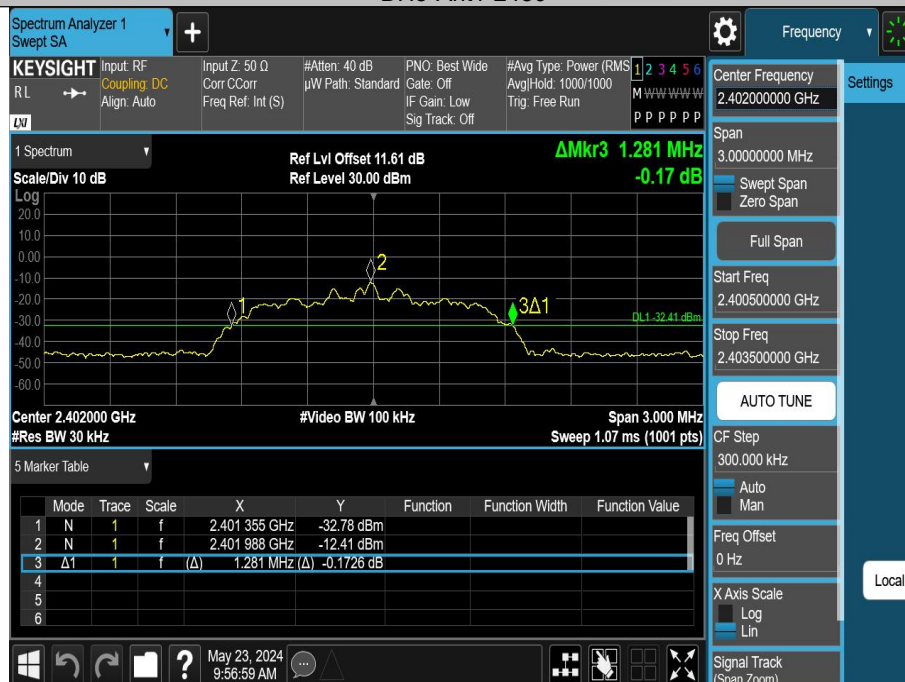 Spectrum Analyzer 1
Swept SA
Frequency
KEYSIGHT
RL
LXI
Input: RF
Coupling: DC
Align: Auto
Input Z: 50 Ω
Corr CCorr
Freq Ref: Int (S)
#Atten: 40 dB
µW Path: Standard
PNO: Best Wide
Gate: Off
IF Gain: Low
Sig Track: Off
#Avg Type: Power (RMS
Avg|Hold: 1000/1000
Trig: Free Run
1 2 3 4 5 6
M W W W W W
P P P P P P
Center Frequency
2.402000000 GHz
Settings
Span
3.00000000 MHz
Swept Span
Zero Span
Full Span
Start Freq
2.400500000 GHz
Stop Freq
2.403500000 GHz
AUTO TUNE
CF Step
300.000 kHz
Auto
Man
Freq Offset
0 Hz
X Axis Scale
Log
Lin
Signal Track
(Span Zoom)
Local
1 Spectrum
Scale/Div 10 dB
Ref Lvl Offset 11.61 dB
Ref Level 30.00 dBm
ΔMkr3 1.281 MHz
-0.17 dB
Log
20.0
10.0
0.00
-10.0
-20.0
-30.0
-40.0
-50.0
-60.0
1
2
3Δ1
DL1 -32.41 dBm
Center 2.402000 GHz
#Video BW 100 kHz
Span 3.000 MHz
#Res BW 30 kHz
Sweep 1.07 ms (1001 pts)
5 Marker Table
Mode Trace Scale X Y Function Function Width Function Value
1 N 1 f 2.401 355 GHz -32.78 dBm
2 N 1 f 2.401 988 GHz -12.41 dBm
3 Δ1 1 f (Δ) 1.281 MHz (Δ) -0.1726 dB
4
5
6
?
May 23, 2024
9:56:59 AM